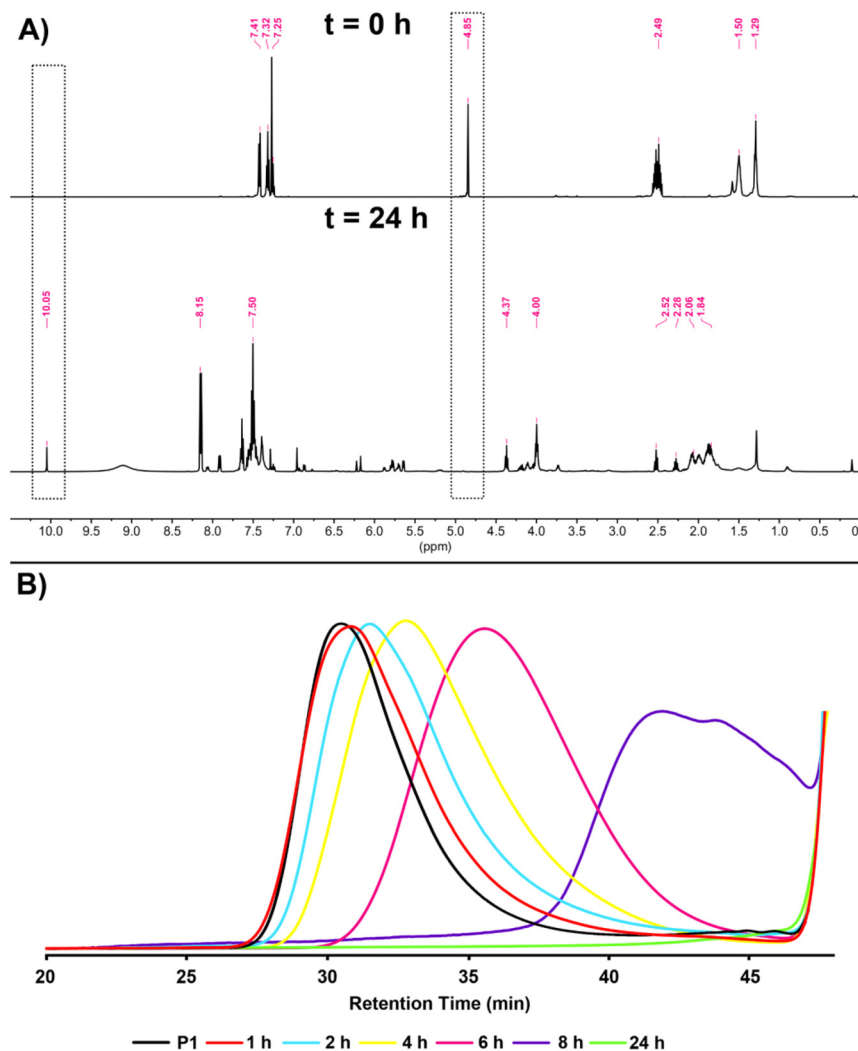 A)
t = 0 h
7.41
7.32
7.25
4.85
2.49
1.50
1.29
t = 24 h
10.05
8.15
7.50
4.37
4.00
2.52
2.28
2.06
1.84
10.0 9.5 9.0 8.5 8.0 7.5 7.0 6.5 6.0 5.5 5.0 4.5 4.0 3.5 3.0 2.5 2.0 1.5 1.0 0.5 0
(ppm)
B)
20 25 30 35 40 45
Retention Time (min)
P1 1 h 2 h 4 h 6 h 8 h 24 h